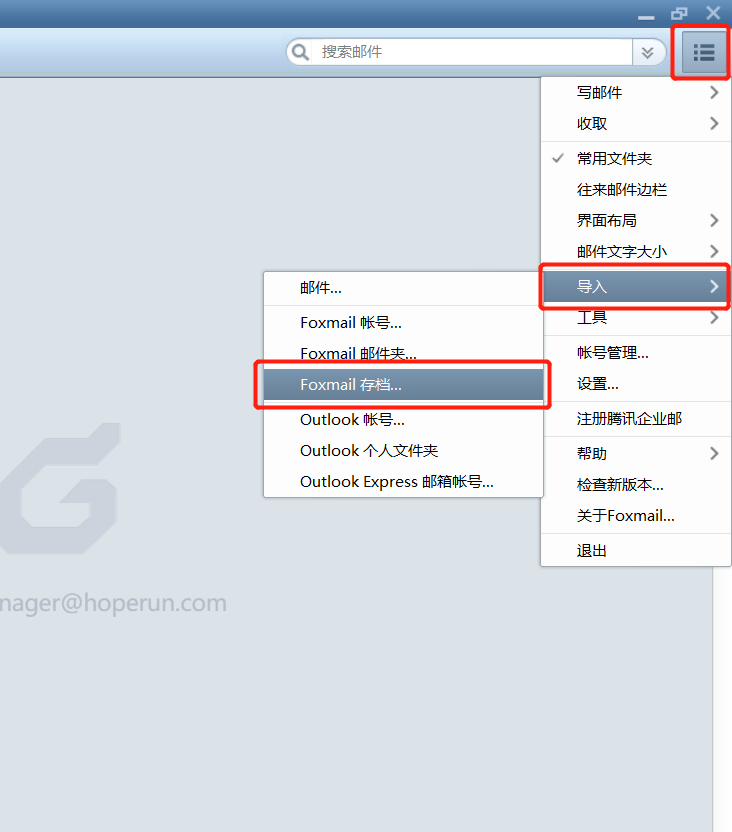 搜索邮件
写邮件
收取
常用文件夹
往来邮件边栏
界面布局
邮件文字大小
导入
工具
帐号管理...
设置...
注册腾讯企业邮
帮助
检查新版本...
关于Foxmail...
退出
邮件...
Foxmail 帐号...
Foxmail 邮件夹...
Foxmail 存档...
Outlook 帐号...
Outlook 个人文件夹
Outlook Express 邮箱帐号...
nager@hoperun.com